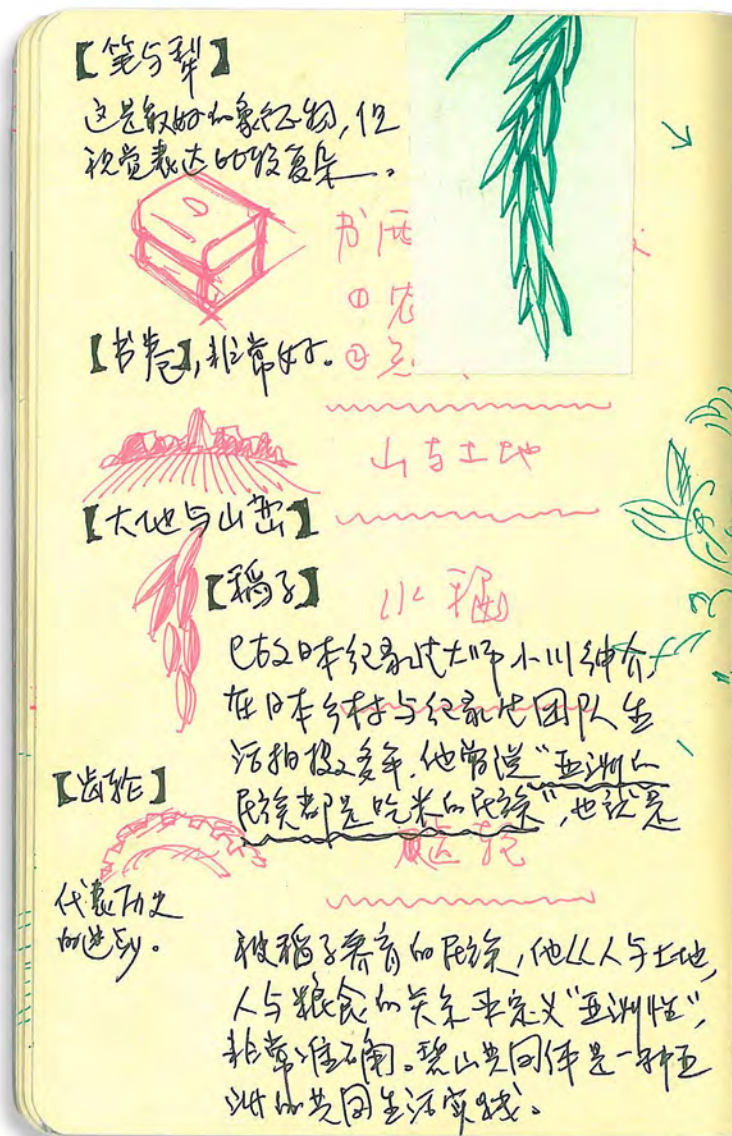 【笔与犁】
这是最好的象征物，但
视觉表达比较复杂。
书
① 农
②
【书卷】，非常好。
山与土地
【大地与山峦】
【稻子】
水稻
已故日本纪录片大师小川绅介，
在日本乡村与纪录片团队生
活拍摄多年，他常说“亚洲的
民族都是吃米的民族”，也就是
【齿轮】
齿轮
代表历史
的进步。
被稻子养育的民族，他从人与土地，
人与粮食的关系来定义“亚洲性”，
非常准确。碧山共同体是一种亚
洲的共同生活实践。